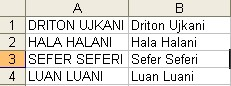 A B
1 DRITON UJKANI Driton Ujkani
2 HALA HALANI Hala Halani
3 SEFER SEFERI Sefer Seferi
4 LUAN LUANI Luan Luani